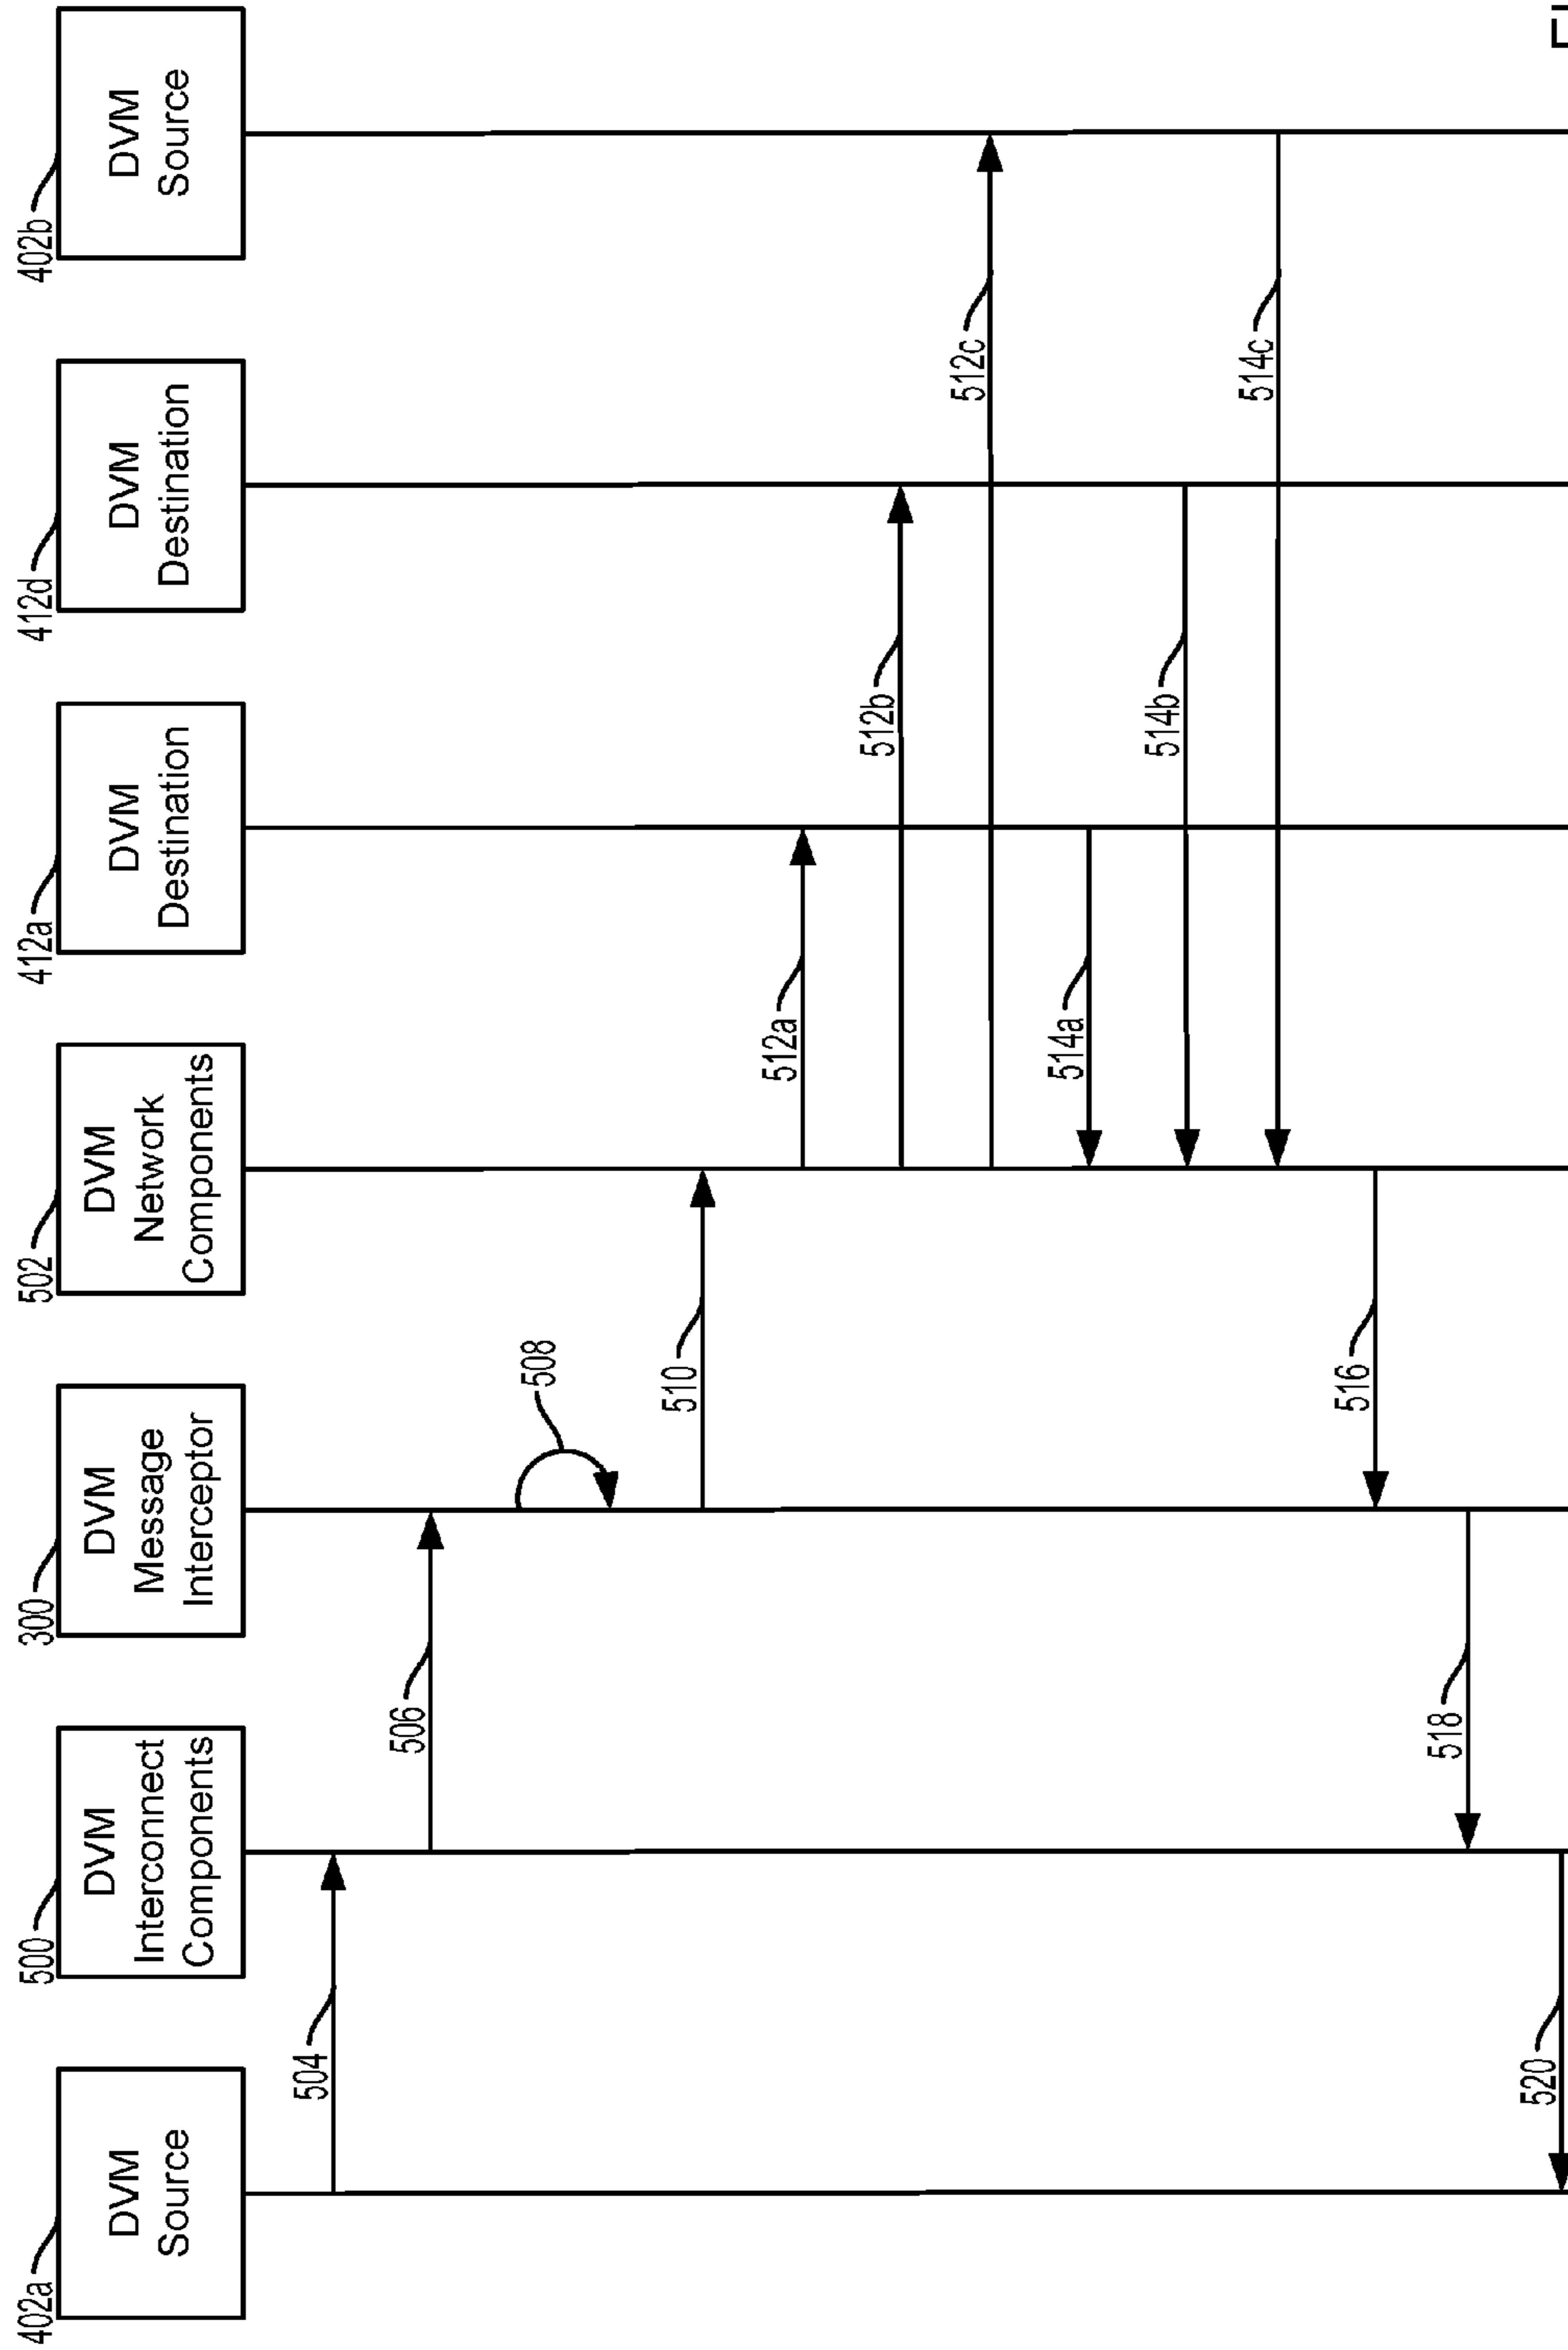 402a
DVM
Source
500
DVM
Interconnect
Components
300
DVM
Message
Interceptor
502
DVM
Network
Components
412a
DVM
Destination
412d
DVM
Destination
402b
DVM
Source
504
506
508
510
512a
512b
512c
514a
514b
514c
516
518
520